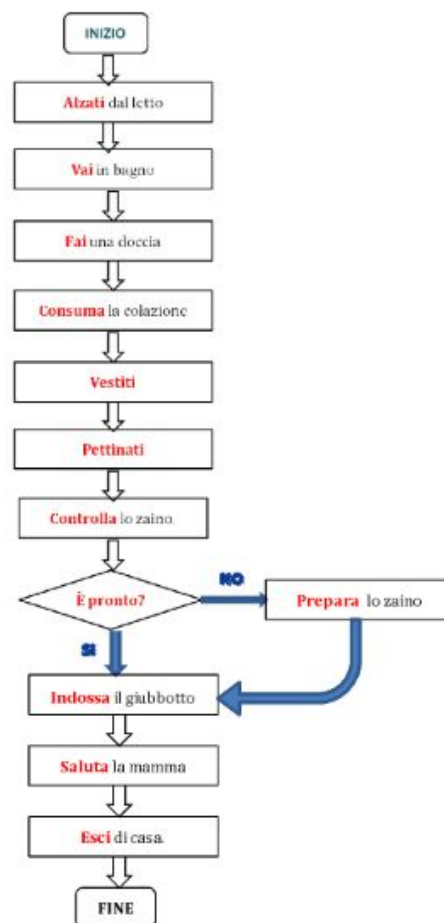 INIZIO
Alzati dal letto
Vai in bagno
Fai una doccia
Consuma la colazione
Vestiti
Pettinati
Controlla lo zaino
È pronto?
NO
Prepara lo zaino
SI
Indossa il giubbotto
Saluta la mamma
Esci di casa.
FINE